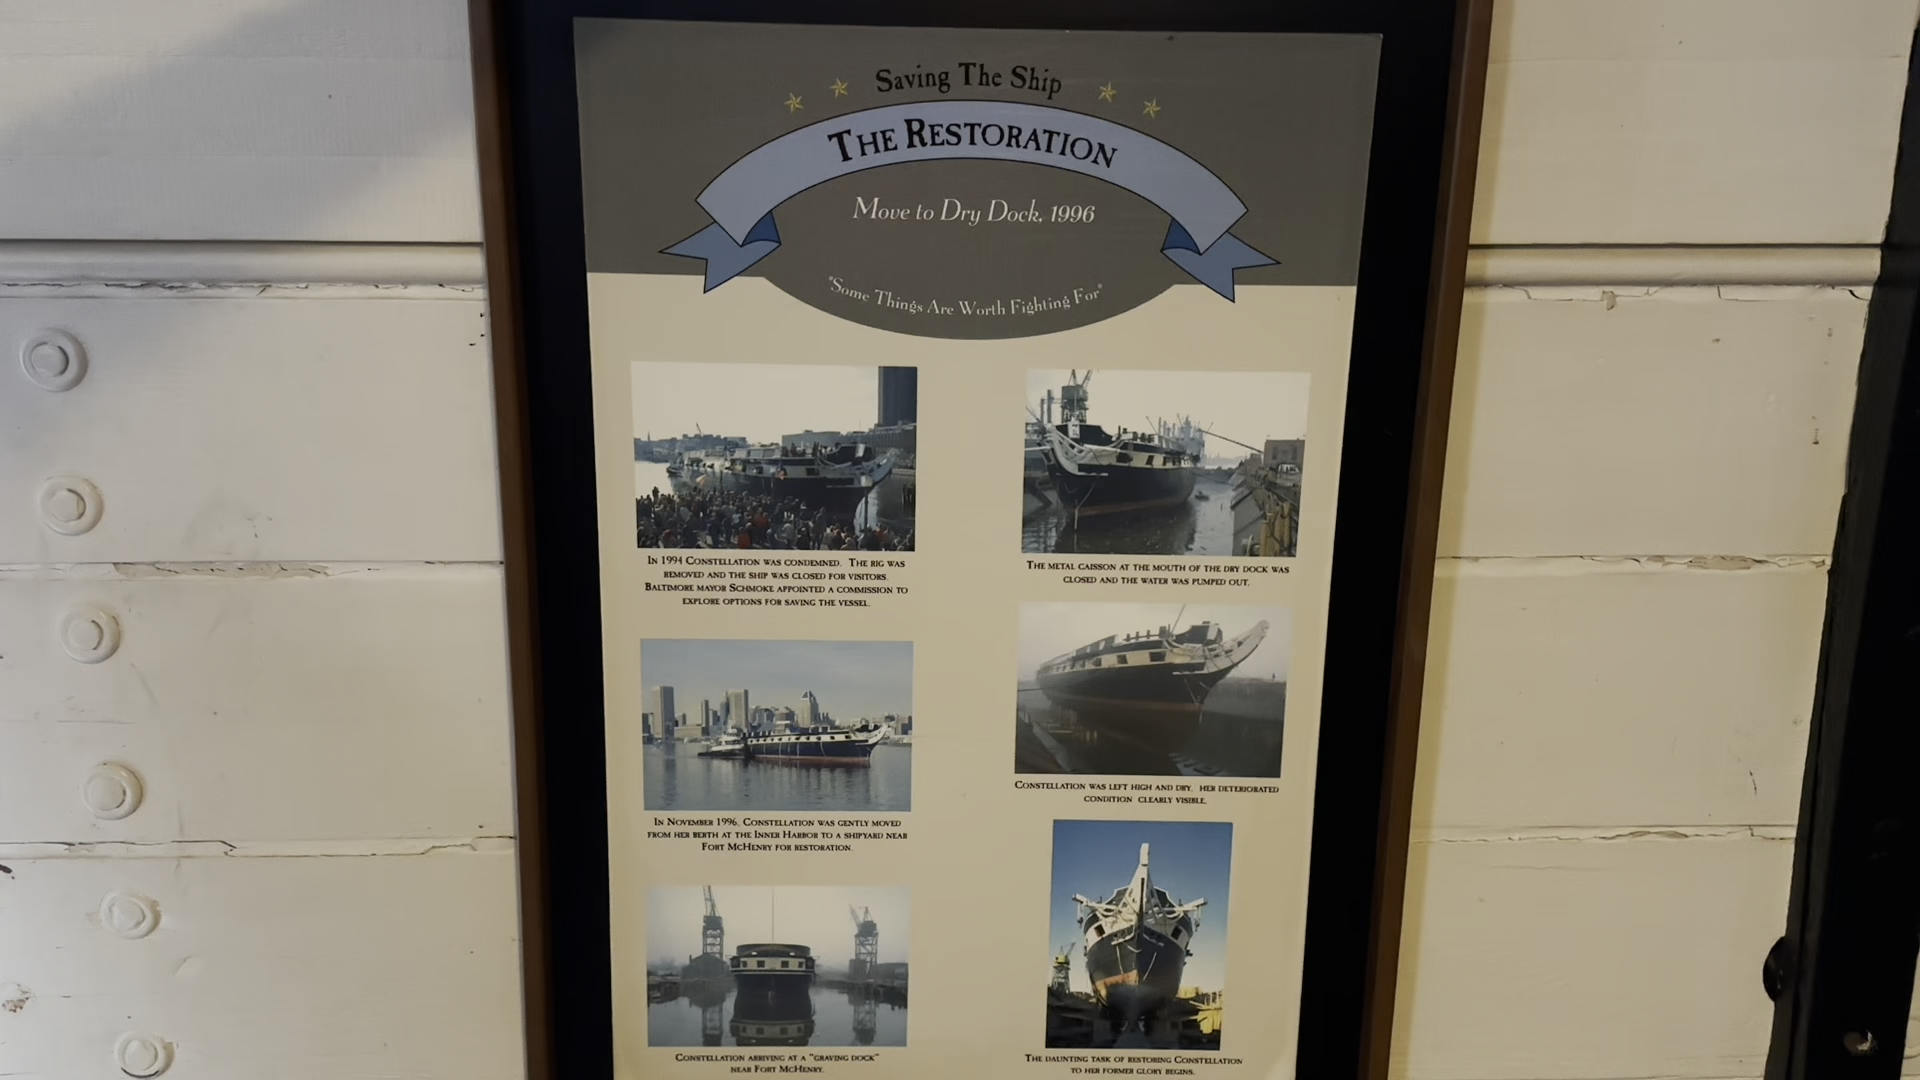 Saving The Ship
The Restoration
Move to Dry Dock, 1996
"Some Things Are Worth Fighting For"
In 1994 Constellation was condemned. The rig was
removed and the ship was closed for visitors.
Baltimore Mayor Schmoke appointed a commission to
explore options for saving the vessel.
In November 1996, Constellation was gently moved
from her berth at the Inner Harbor to a shipyard near
Fort McHenry for restoration.
Constellation arriving at a "graving dock"
near Fort McHenry.
The metal caisson at the mouth of the dry dock was
closed and the water was pumped out.
Constellation was left high and dry. Her deteriorated
condition clearly visible.
The daunting task of restoring Constellation
to her former glory begins.